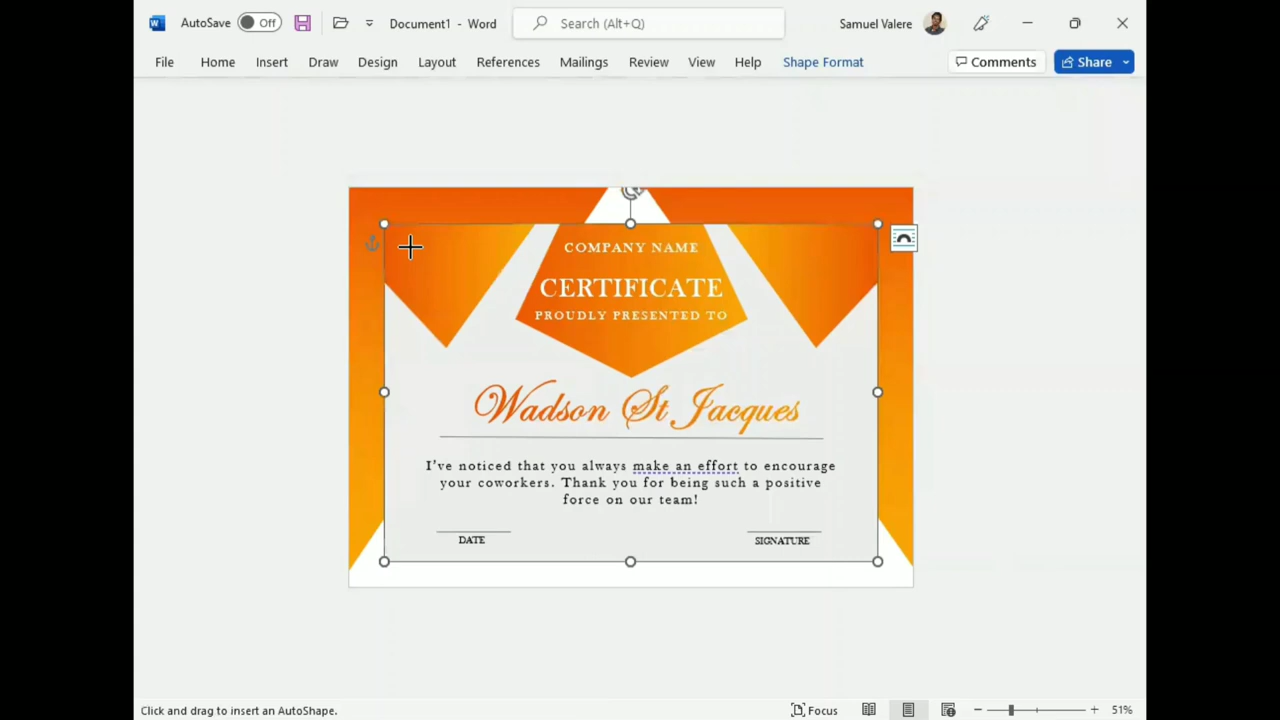 AutoSave Off Document1 - Word Search (Alt+Q) Samuel Valere
File Home Insert Draw Design Layout References Mailings Review View Help Shape Format Comments Share
COMPANY NAME
CERTIFICATE
PROUDLY PRESENTED TO
Wadson St Jacques
I've noticed that you always make an effort to encourage
your coworkers. Thank you for being such a positive
force on our team!
DATE SIGNATURE
Click and drag to insert an AutoShape. Focus 51%